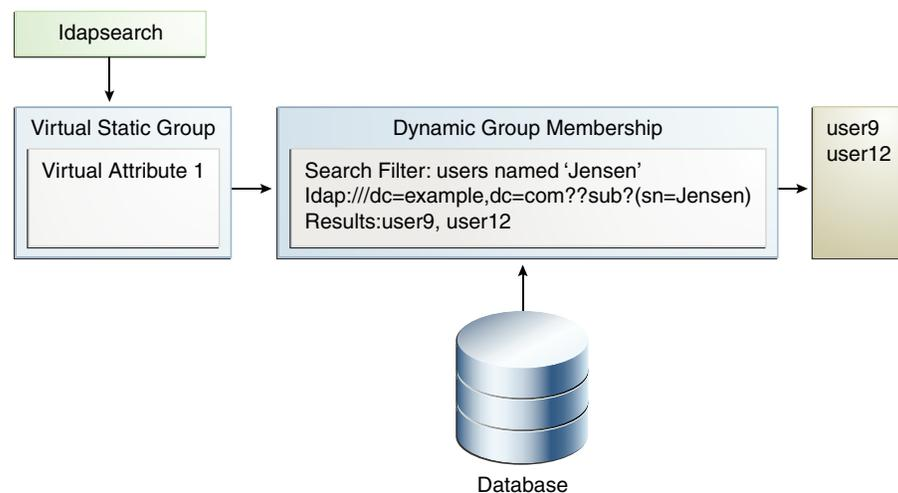 ldapsearch
Virtual Static Group
Virtual Attribute 1
Dynamic Group Membership
Search Filter: users named ‘Jensen’
ldap:///dc=example,dc=com??sub?(sn=Jensen)
Results:user9, user12
user9
user12
Database